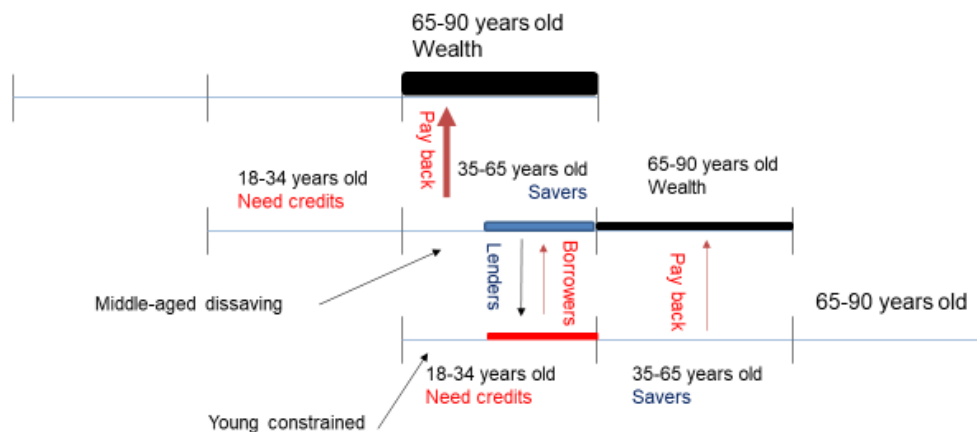 65-90 years old
Wealth
Pay back
18-34 years old
Need credits
35-65 years old
Savers
65-90 years old
Wealth
Middle-aged dissaving
Lenders
Borrowers
Pay back
65-90 years old
18-34 years old
Need credits
35-65 years old
Savers
Young constrained